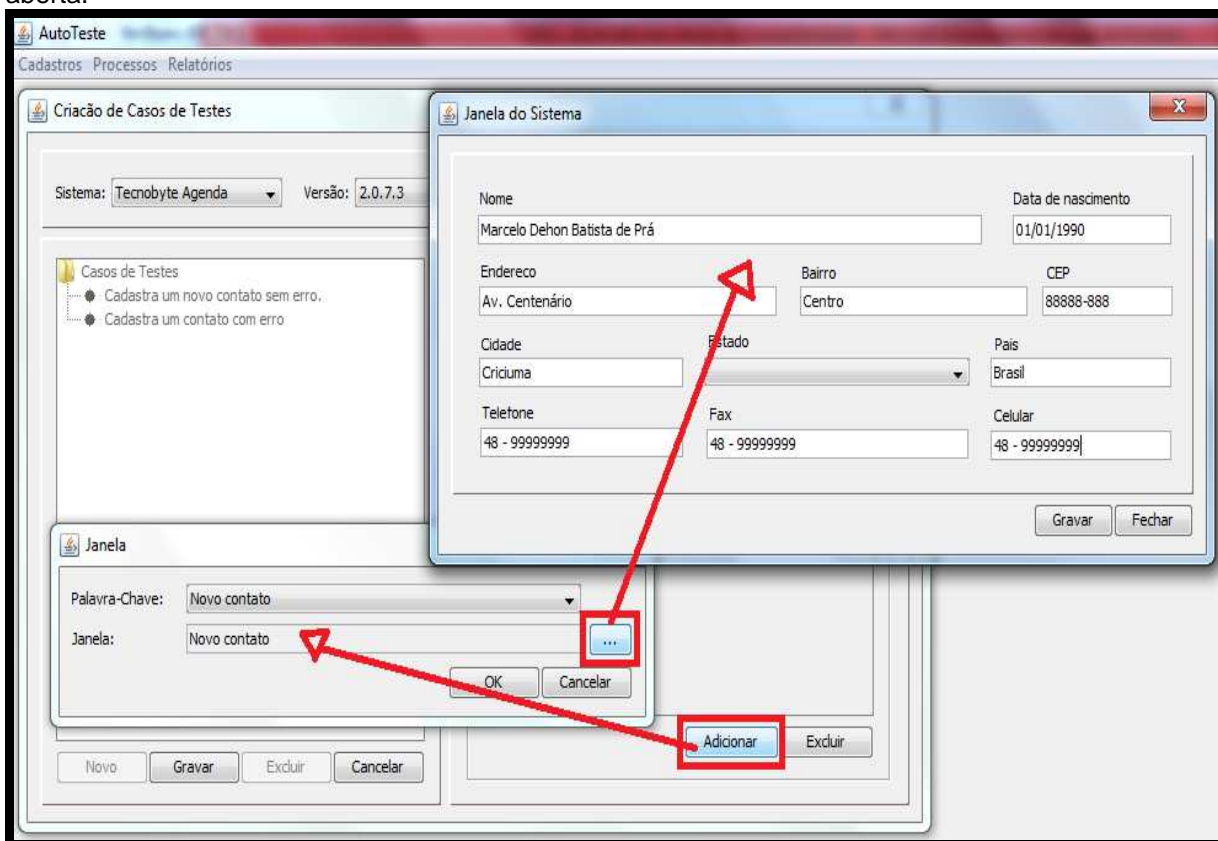 aberta.
AutoTeste
Cadastros Processos Relatórios
Criacão de Casos de Testes
Sistema: Tecnobyte Agenda Versão: 2.0.7.3
Casos de Testes
Cadastra um novo contato sem erro.
Cadastra um contato com erro
Janela do Sistema
X
Nome Data de nascimento
Marcelo Dehon Batista de Prá 01/01/1990
Endereco Bairro CEP
Av. Centenário Centro 88888-888
Cidade Estado Pais
Criciuma Brasil
Telefone Fax Celular
48 - 99999999 48 - 99999999 48 - 99999999
Gravar Fechar
Janela
Palavra-Chave: Novo contato
Janela: Novo contato ...
OK Cancelar
Adicionar Excluir
Novo Gravar Excluir Cancelar